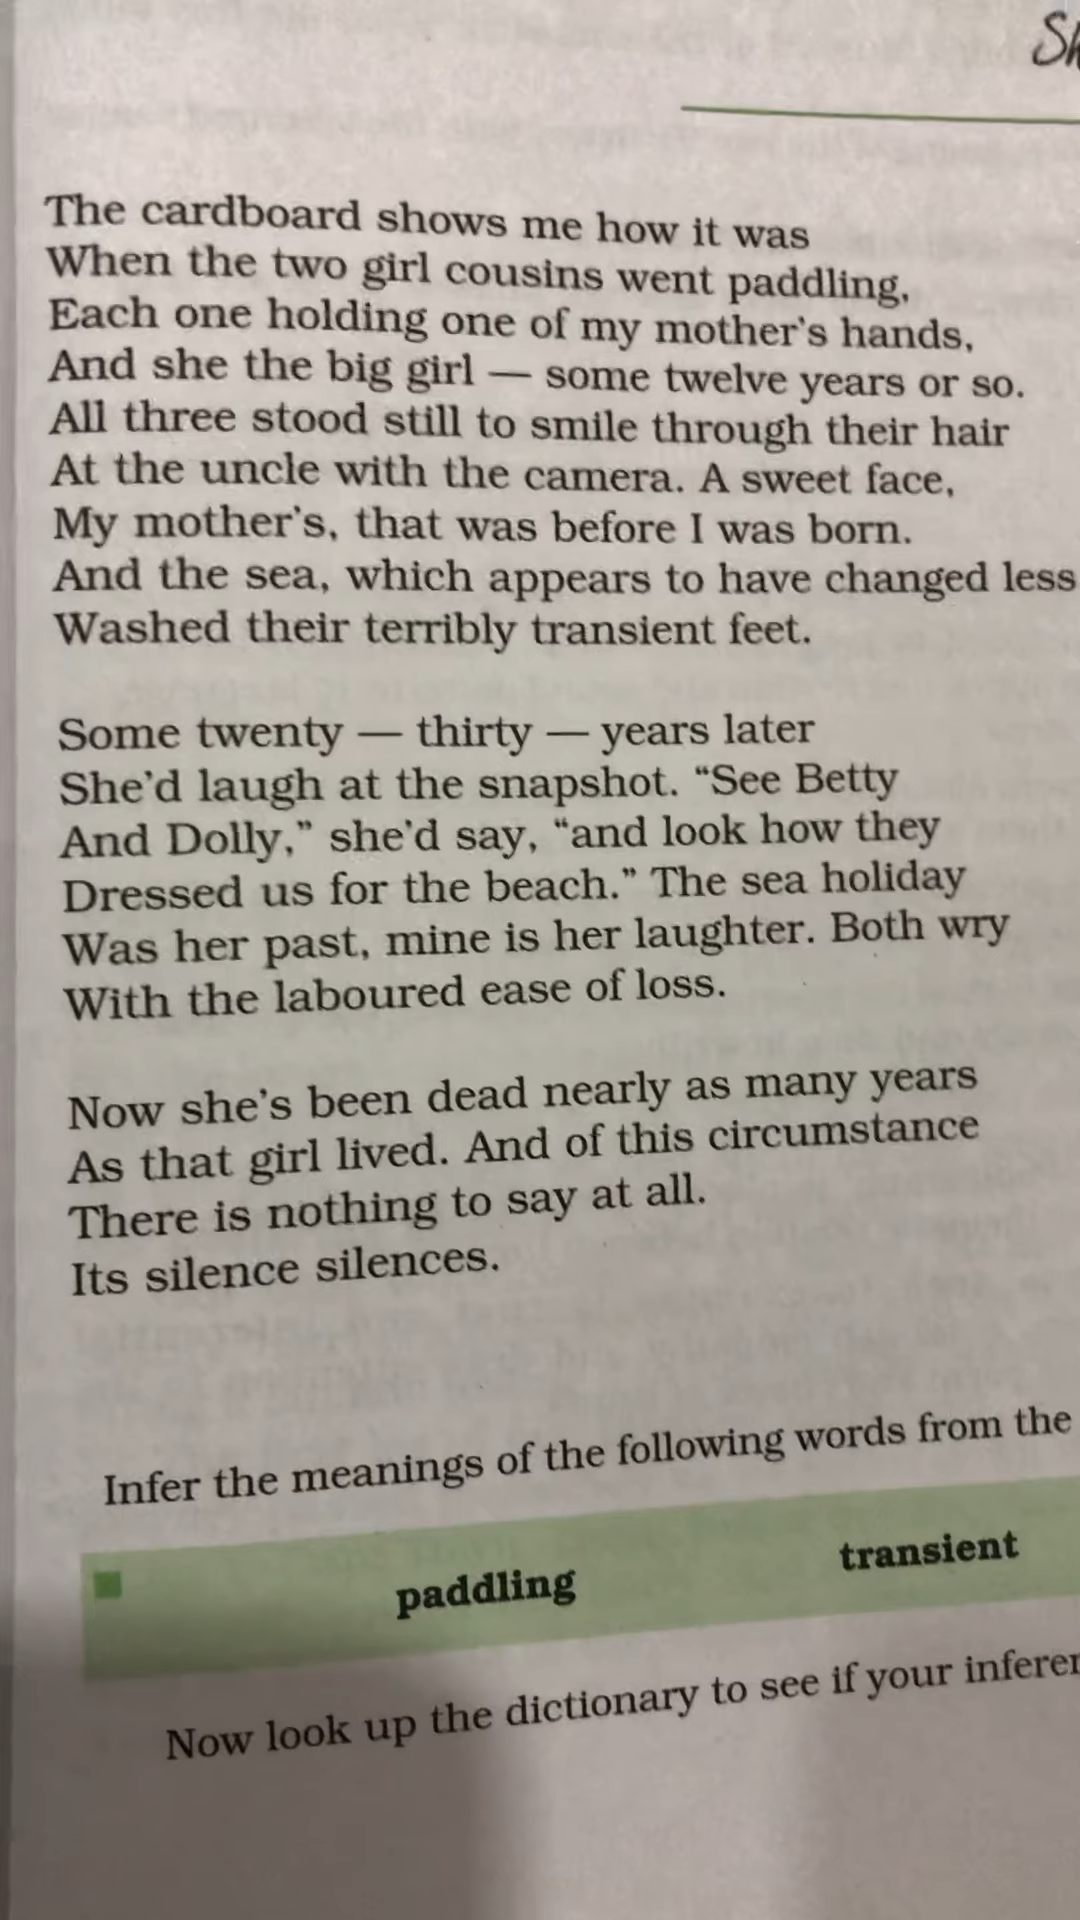 Sh
The cardboard shows me how it was
When the two girl cousins went paddling,
Each one holding one of my mother's hands,
And she the big girl — some twelve years or so.
All three stood still to smile through their hair
At the uncle with the camera. A sweet face,
My mother's, that was before I was born.
And the sea, which appears to have changed less
Washed their terribly transient feet.
Some twenty — thirty — years later
She'd laugh at the snapshot. “See Betty
And Dolly,” she'd say, “and look how they
Dressed us for the beach.” The sea holiday
Was her past, mine is her laughter. Both wry
With the laboured ease of loss.
Now she's been dead nearly as many years
As that girl lived. And of this circumstance
There is nothing to say at all.
Its silence silences.
Infer the meanings of the following words from the
paddling transient
Now look up the dictionary to see if your inferen